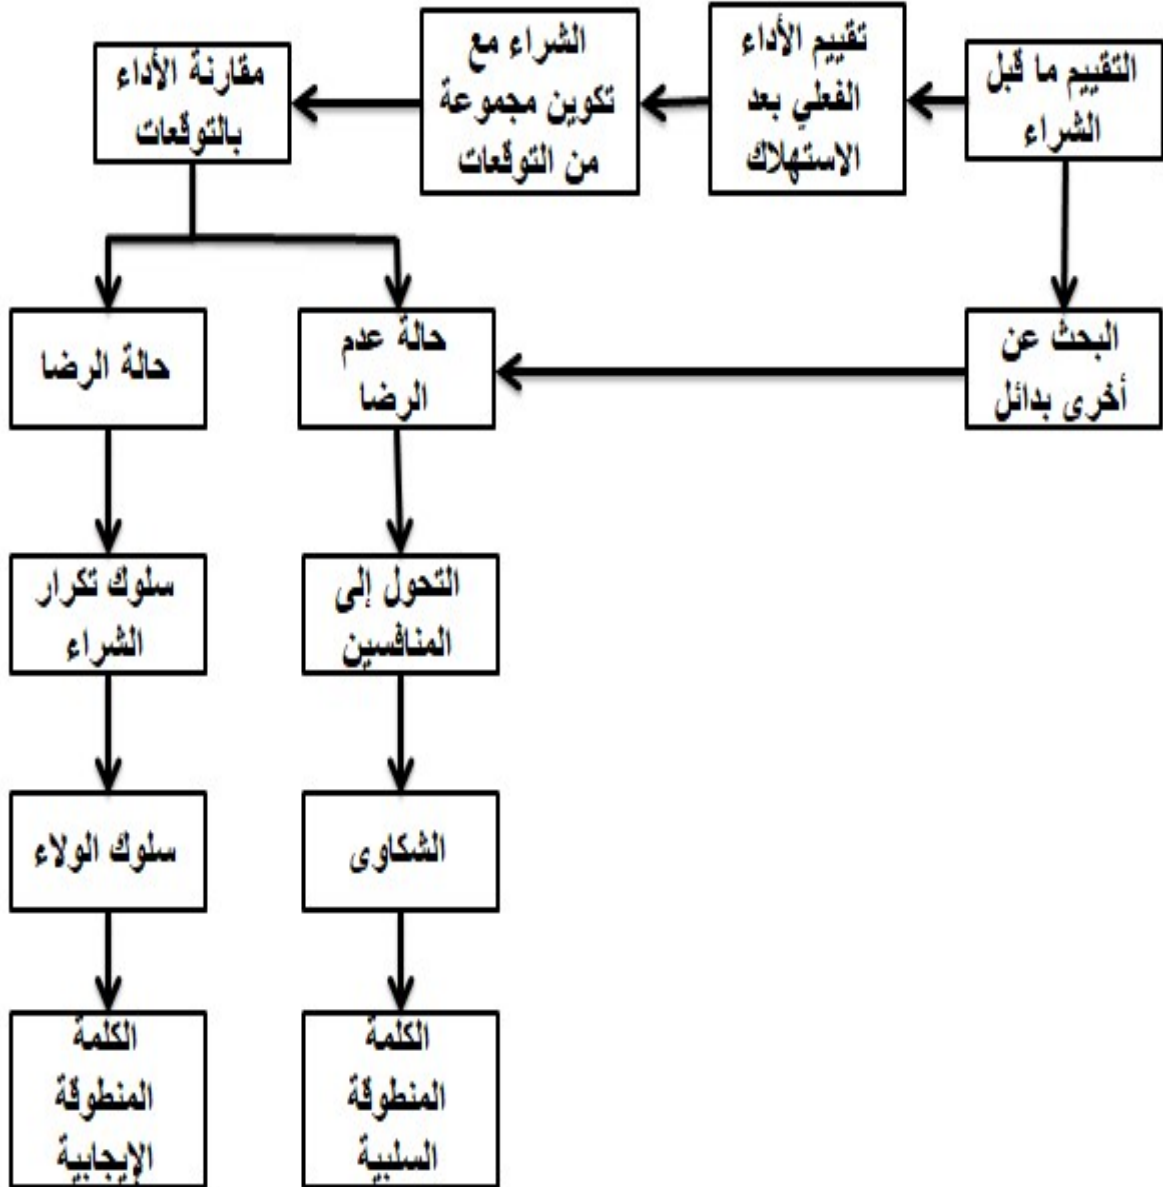 التقييم ما قبل
الشراء
تقييم الأداء
الفعلي بعد
الاستهلاك
الشراء مع
تكوين مجموعة
من التوقعات
مقارنة الأداء
بالتوقعات
البحث عن
أخرى بدائل
حالة عدم
الرضا
حالة الرضا
التحول إلى
المنافسين
سلوك تكرار
الشراء
الشكاوى
سلوك الولاء
الكلمة
المنطوقة
السلبية
الكلمة
المنطوقة
الإيجابية